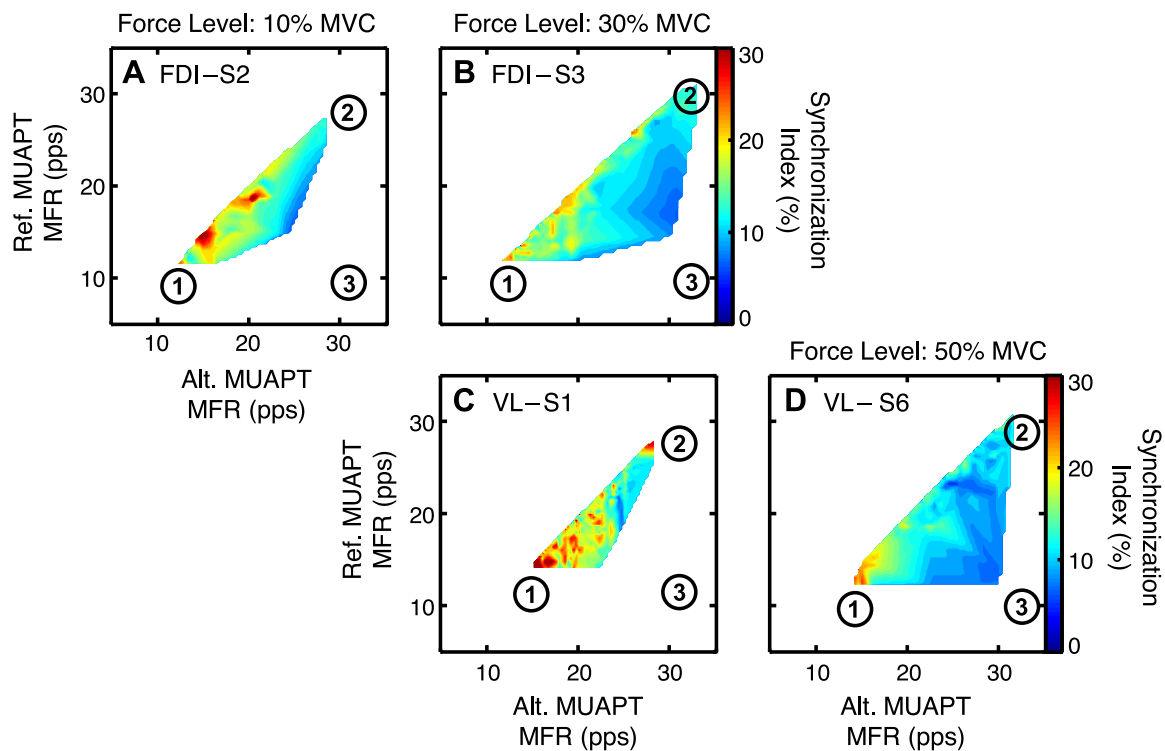 Force Level: 10% MVC
Force Level: 30% MVC
A FDI−S2
B FDI−S3
Ref. MUAPT
MFR (pps)
30
20
10
1
2
3
10 20 30
Alt. MUAPT
MFR (pps)
1
2
3
30
20
10
0
Synchronization
Index (%)
Force Level: 50% MVC
C VL−S1
D VL−S6
Ref. MUAPT
MFR (pps)
30
20
10
1
2
3
10 20 30
Alt. MUAPT
MFR (pps)
1
2
3
10 20 30
Alt. MUAPT
MFR (pps)
30
20
10
0
Synchronization
Index (%)